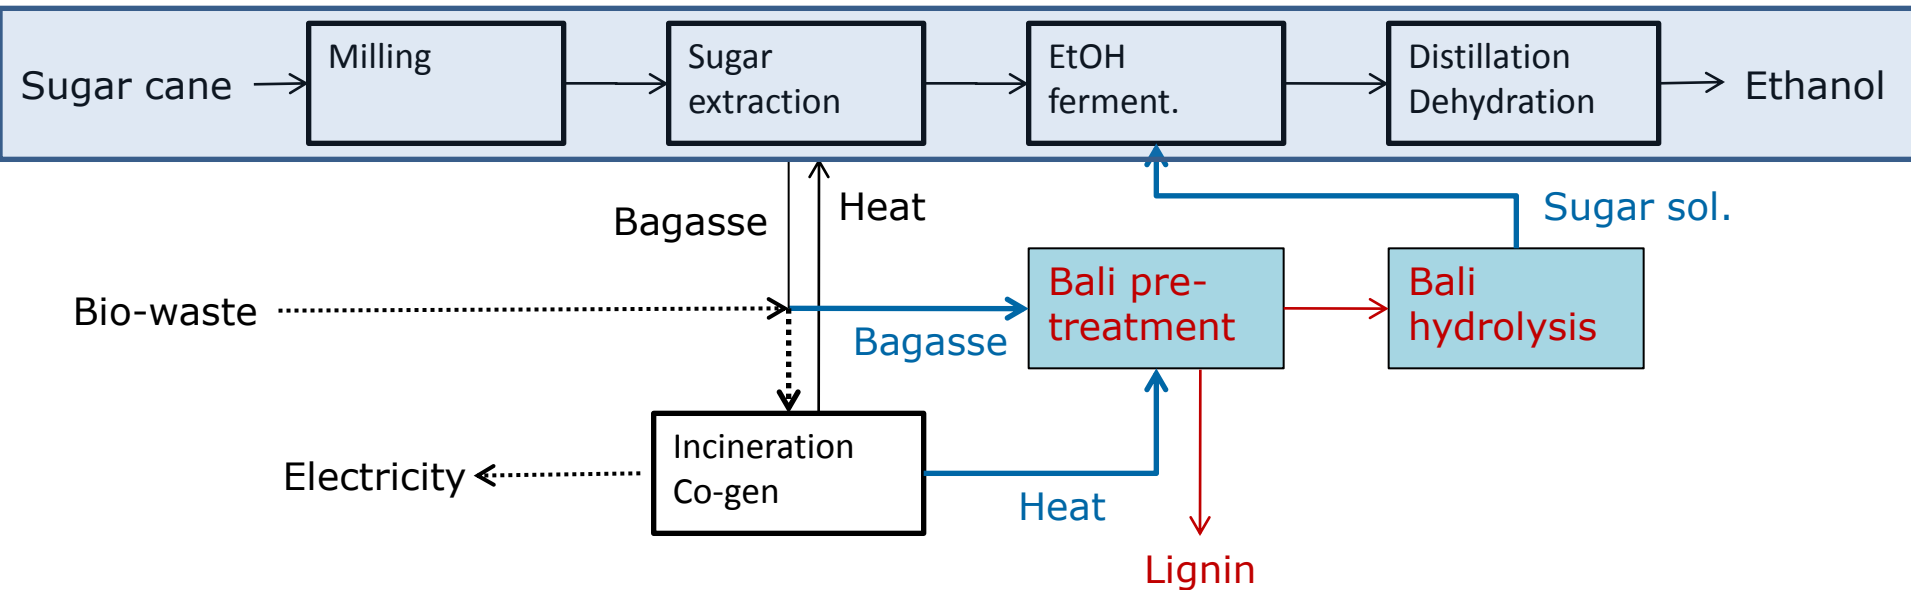 Sugar cane
Milling
Sugar
extraction
EtOH
ferment.
Distillation
Dehydration
Ethanol
Bagasse
Heat
Sugar sol.
Bio-waste
Bagasse
Bali pre-
treatment
Bali
hydrolysis
Electricity
Incineration
Co-gen
Heat
Lignin